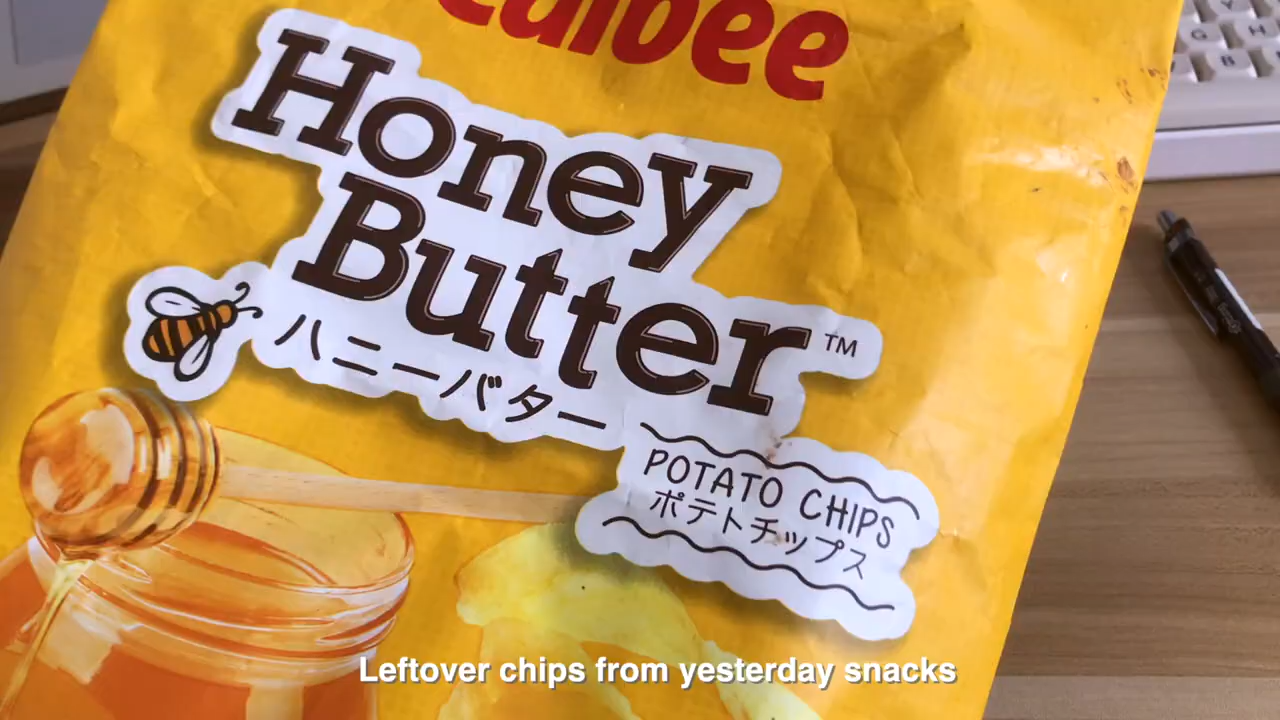 Calbee
Honey
Butter™
ハニーバター
POTATO CHIPS
ポテトチップス
G H
B
Leftover chips from yesterday snacks